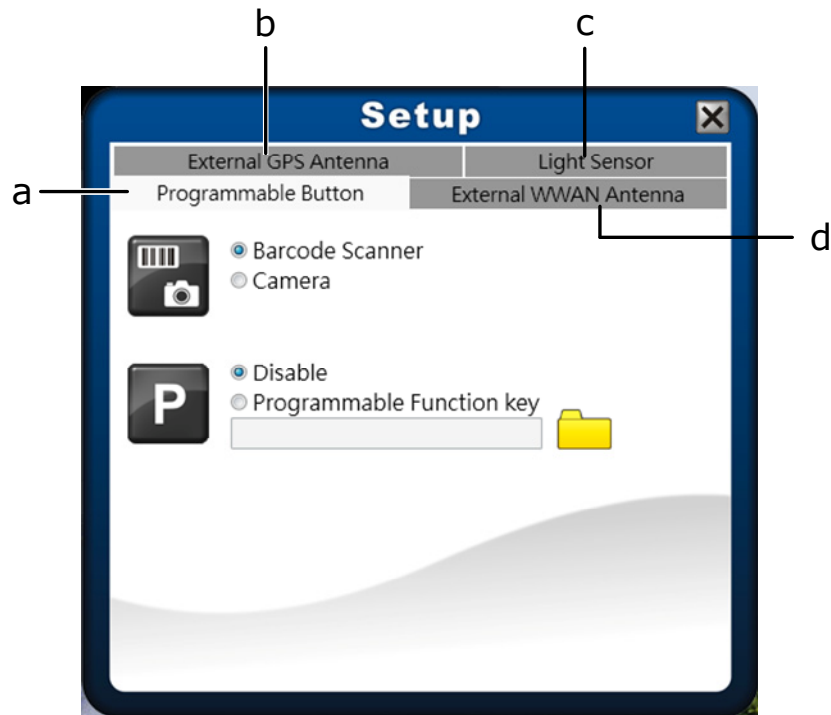 b c
Setup
External GPS Antenna Light Sensor
a Programmable Button External WWAN Antenna
d
Barcode Scanner
Camera
P
Disable
Programmable Function key